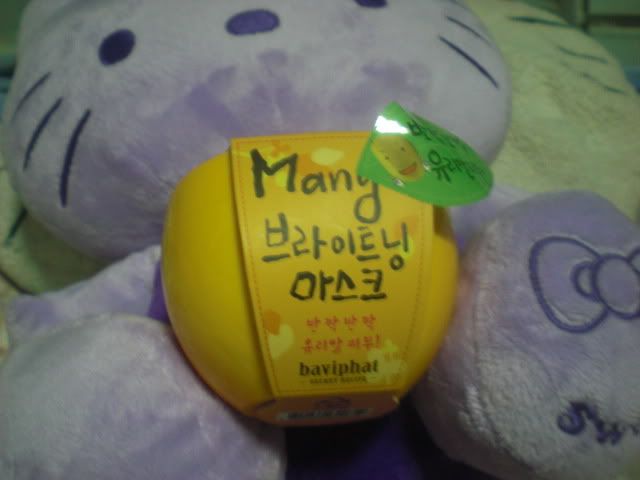 Mang
브라이트닝
마스크
반짝반짝
유리알 피부!
baviphat